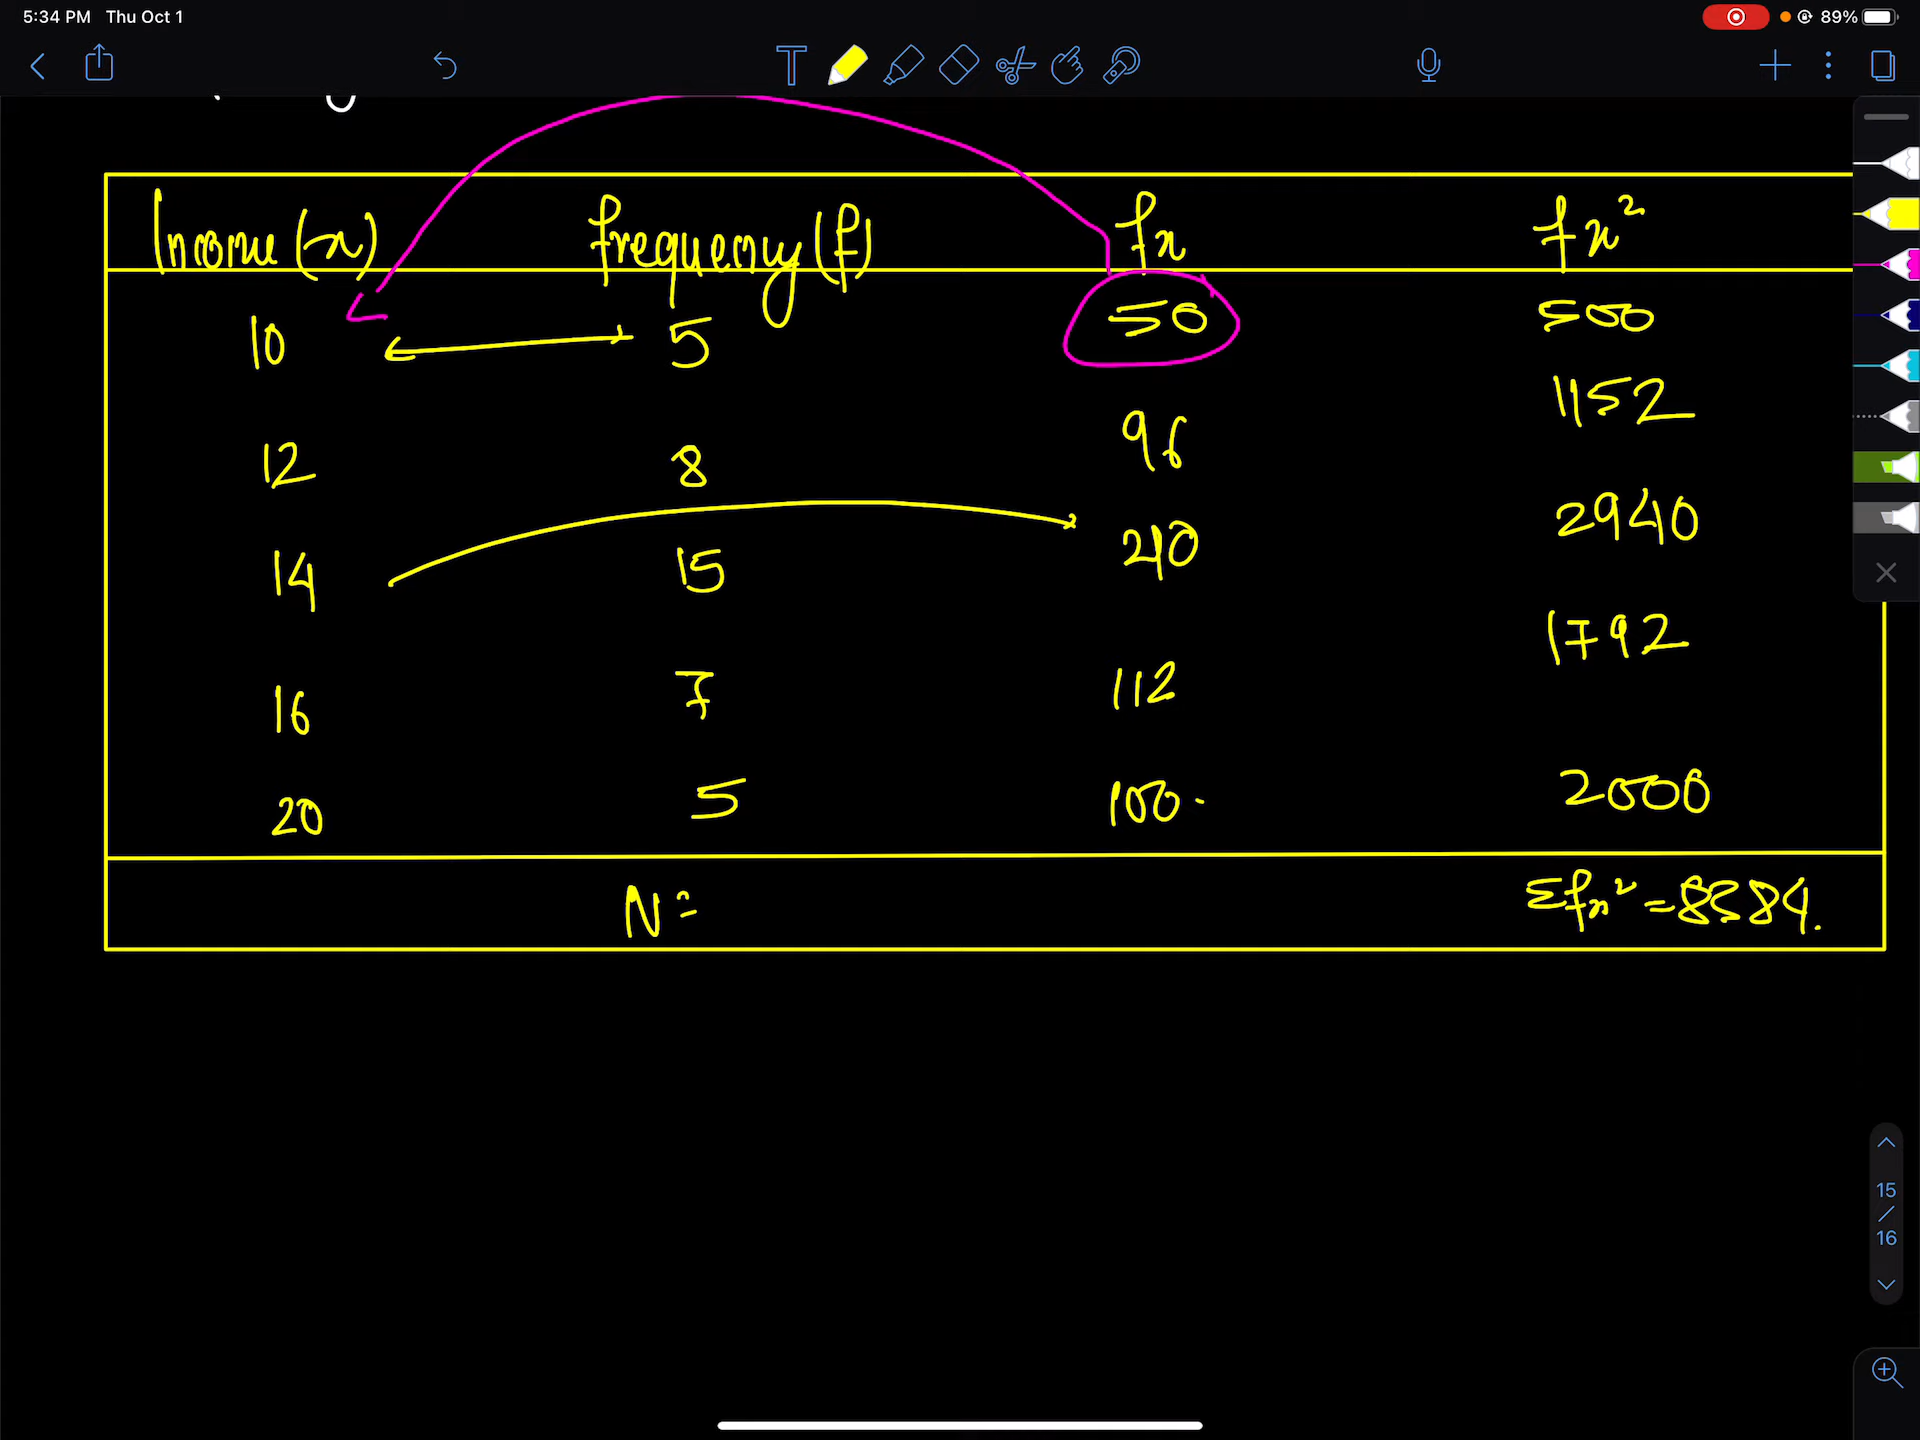 5:34 PM Thu Oct 1 89%
Income (x) frequency (f) fx fx²
10 5 50 500
12 8 96 1152
14 15 210 2940
16 7 112 1792
20 5 100 2000
N = Σfx² = 8384.
15
/
16